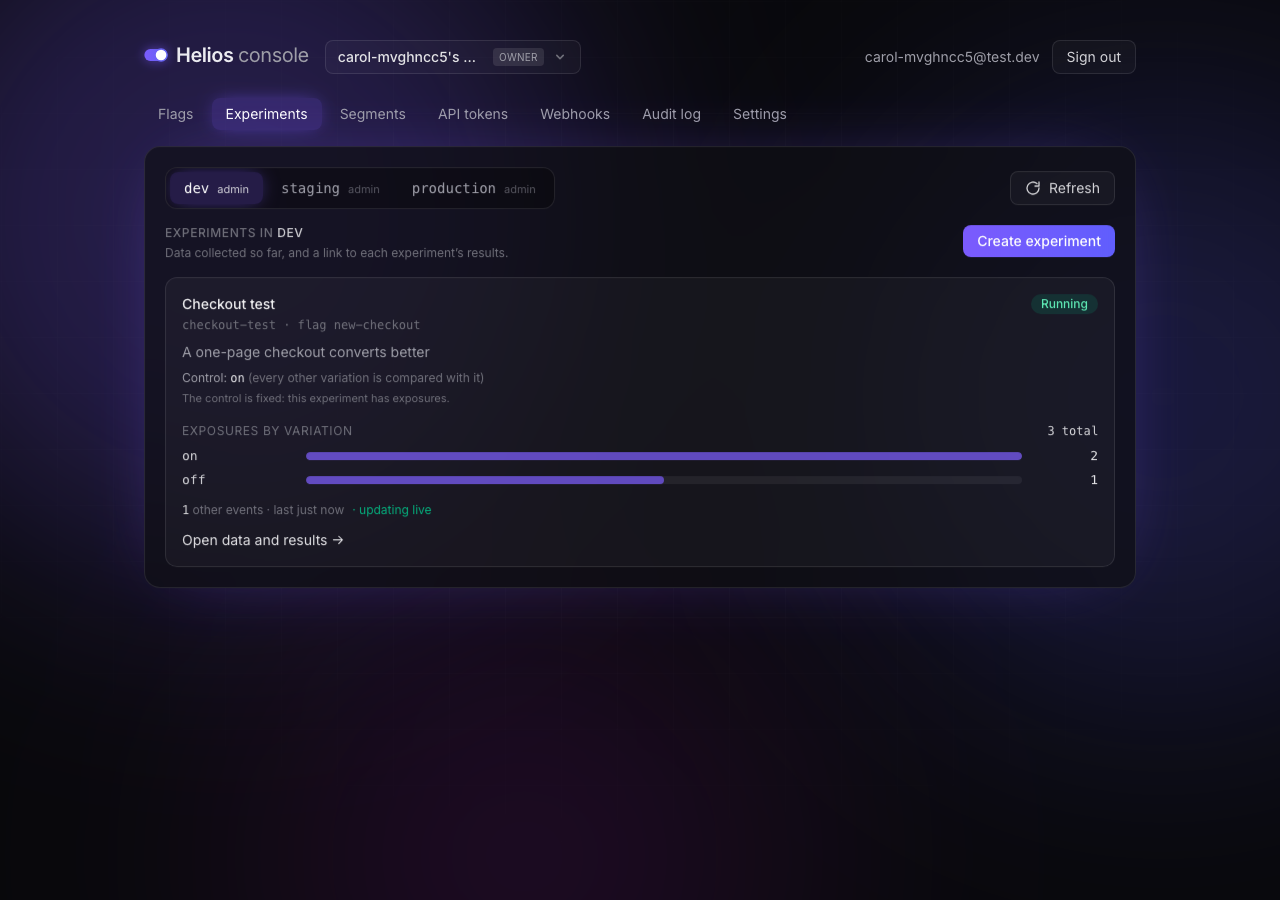 Helios console
carol-mvghncc5's ... OWNER
carol-mvghncc5@test.dev
Sign out
Flags Experiments Segments API tokens Webhooks Audit log Settings
dev admin staging admin production admin
Refresh
EXPERIMENTS IN DEV
Data collected so far, and a link to each experiment's results.
Create experiment
Checkout test
Running
checkout-test · flag new-checkout
A one-page checkout converts better
Control: on (every other variation is compared with it)
The control is fixed: this experiment has exposures.
EXPOSURES BY VARIATION
3 total
on 2
off 1
1 other events · last just now · updating live
Open data and results →